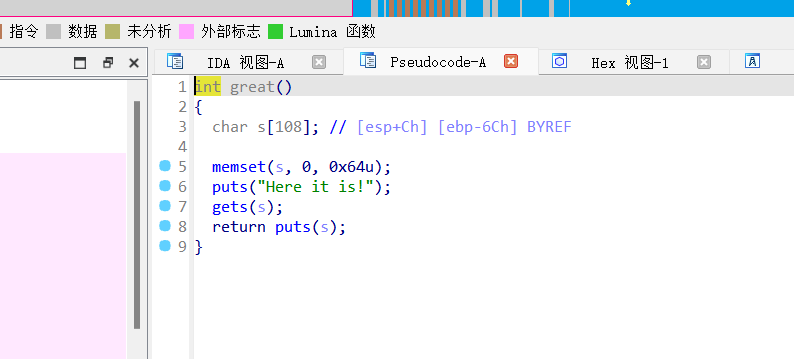 指令 数据 未分析 外部标志 Lumina 函数
IDA 视图-A Pseudocode-A Hex 视图-1 A
1 int great()
2 {
3 char s[108]; // [esp+Ch] [ebp-6Ch] BYREF
4
5 memset(s, 0, 0x64u);
6 puts("Here it is!");
7 gets(s);
8 return puts(s);
9 }